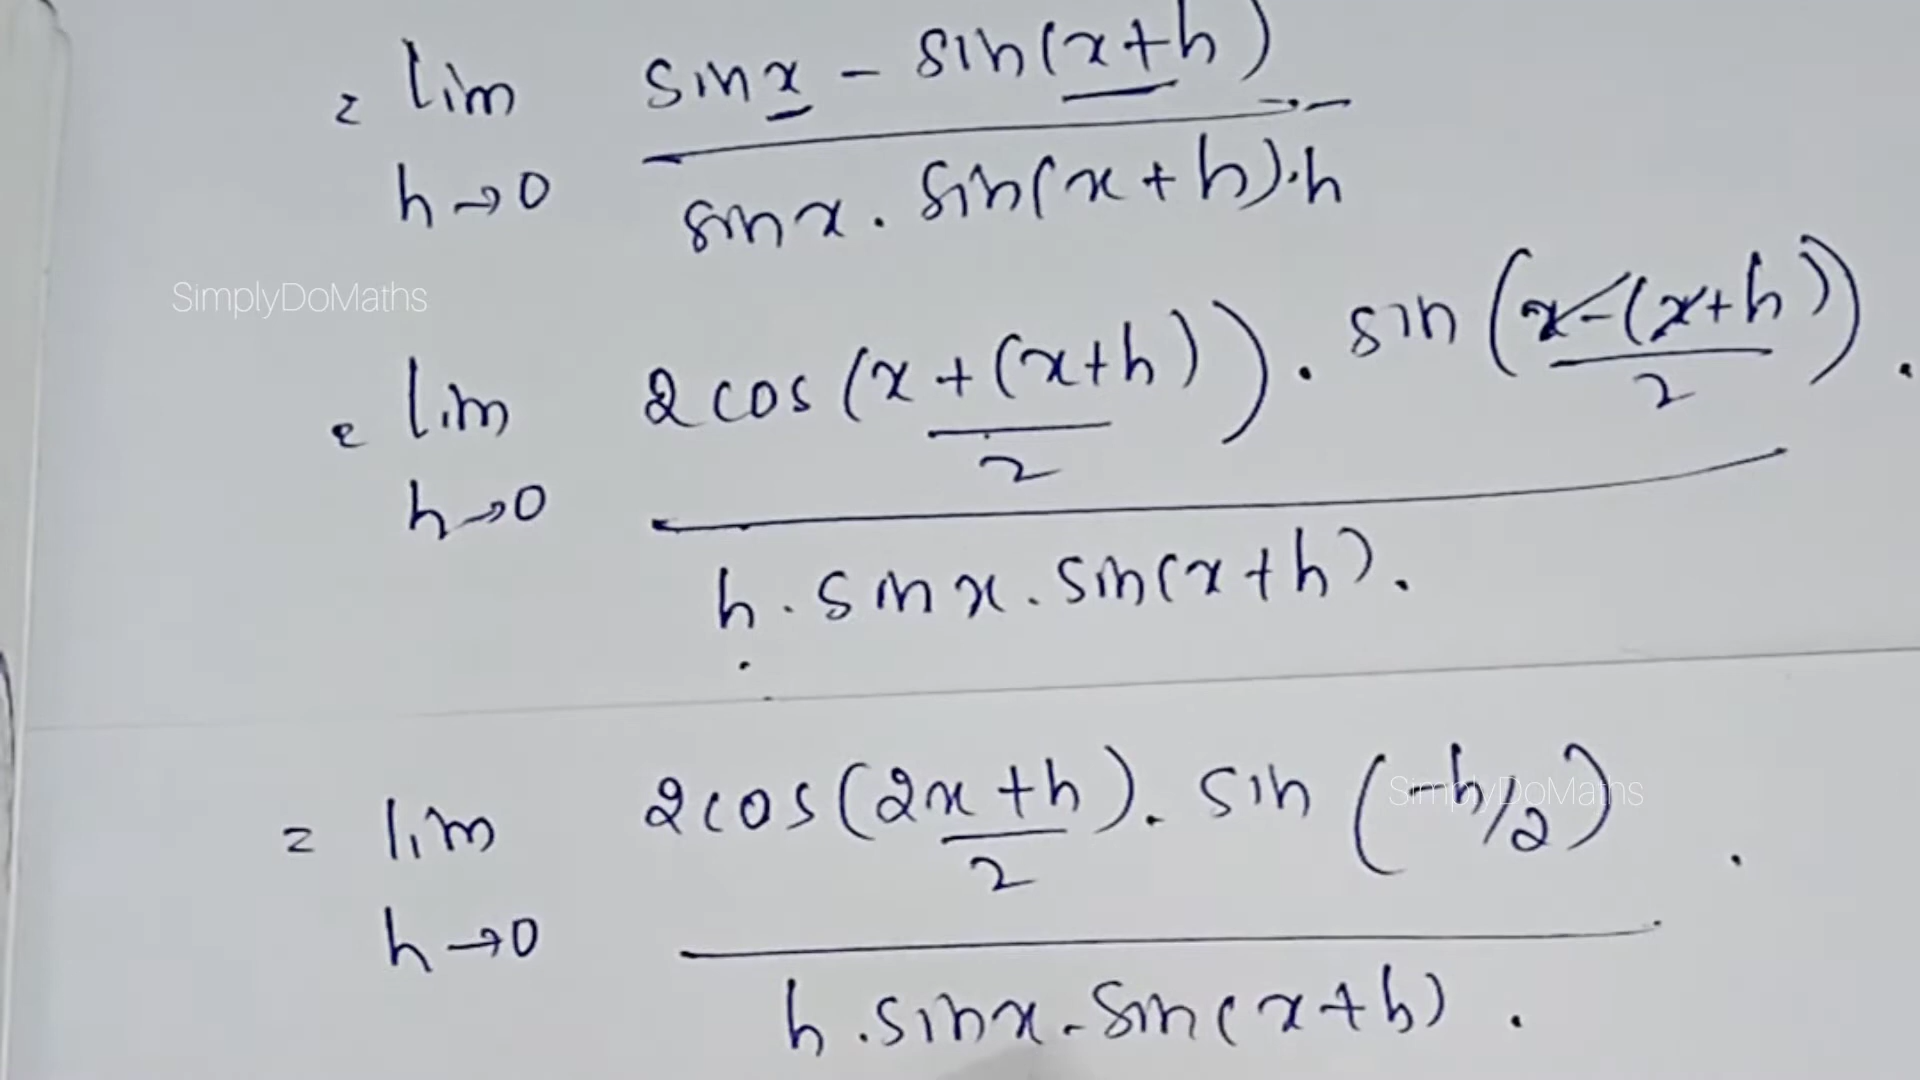 = lim sinx - sin(x+h)
h→0 sinx . sin(x+h).h
SimplyDoMaths
= lim 2cos(x+(x+h)) . sin(x-(x+h)) .
2 2
h→0
h . sinx . sin(x+h) .
= lim 2cos(2x+h) . sin(-h/2) .
2
h→0
h . sinx . sin(x+h) .
SimplyDoMaths